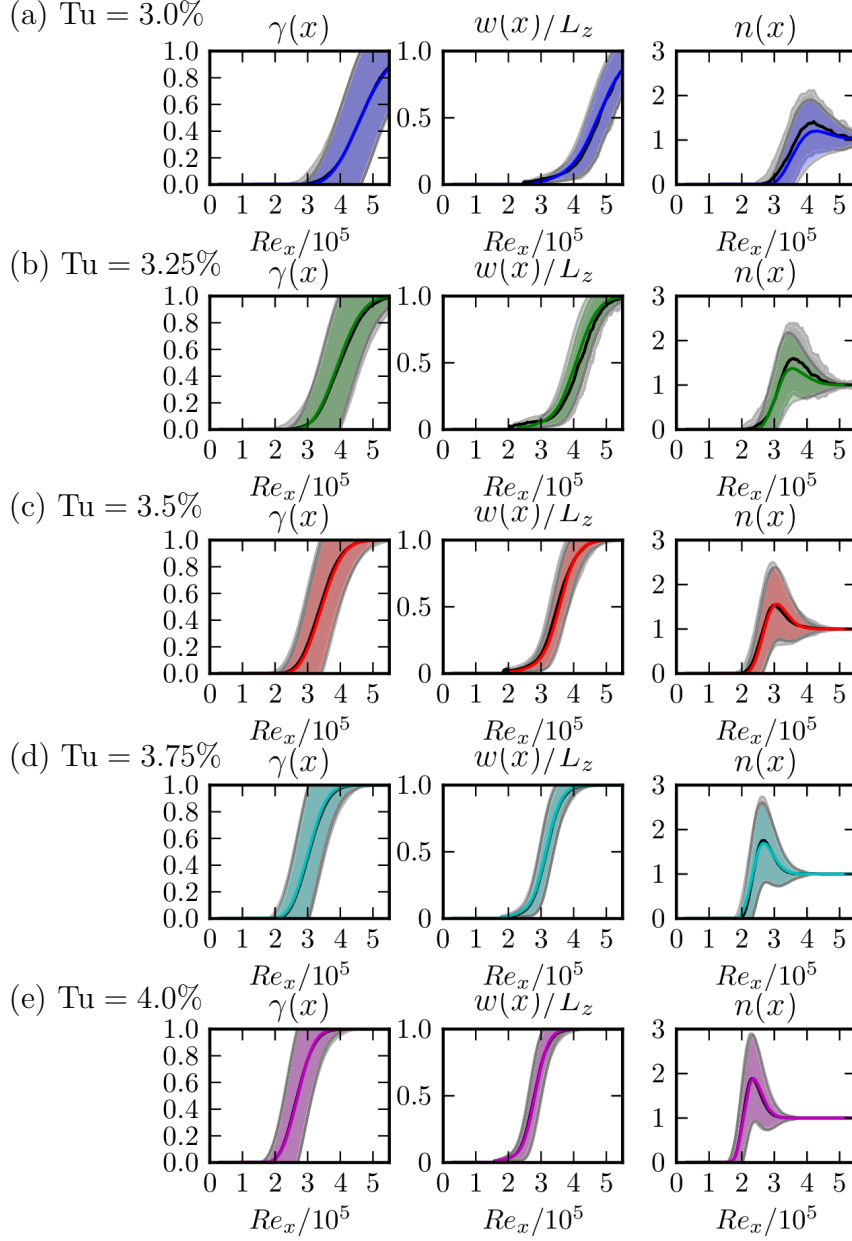 (a) Tu = 3.0%
γ(x) w(x)/L_z n(x)
1.0 0.8 0.6 0.4 0.2 0.0
1.0 0.5 0
3 2 1 0
0 1 2 3 4 5 0 1 2 3 4 5 0 1 2 3 4 5
Re_x/10^5 Re_x/10^5 Re_x/10^5
(b) Tu = 3.25%
γ(x) w(x)/L_z n(x)
1.0 0.8 0.6 0.4 0.2 0.0
1.0 0.5 0
3 2 1 0
0 1 2 3 4 5 0 1 2 3 4 5 0 1 2 3 4 5
Re_x/10^5 Re_x/10^5 Re_x/10^5
(c) Tu = 3.5%
γ(x) w(x)/L_z n(x)
1.0 0.8 0.6 0.4 0.2 0.0
1.0 0.5 0
3 2 1 0
0 1 2 3 4 5 0 1 2 3 4 5 0 1 2 3 4 5
Re_x/10^5 Re_x/10^5 Re_x/10^5
(d) Tu = 3.75%
γ(x) w(x)/L_z n(x)
1.0 0.8 0.6 0.4 0.2 0.0
1.0 0.5 0
3 2 1 0
0 1 2 3 4 5 0 1 2 3 4 5 0 1 2 3 4 5
Re_x/10^5 Re_x/10^5 Re_x/10^5
(e) Tu = 4.0%
γ(x) w(x)/L_z n(x)
1.0 0.8 0.6 0.4 0.2 0.0
1.0 0.5 0
3 2 1 0
0 1 2 3 4 5 0 1 2 3 4 5 0 1 2 3 4 5
Re_x/10^5 Re_x/10^5 Re_x/10^5